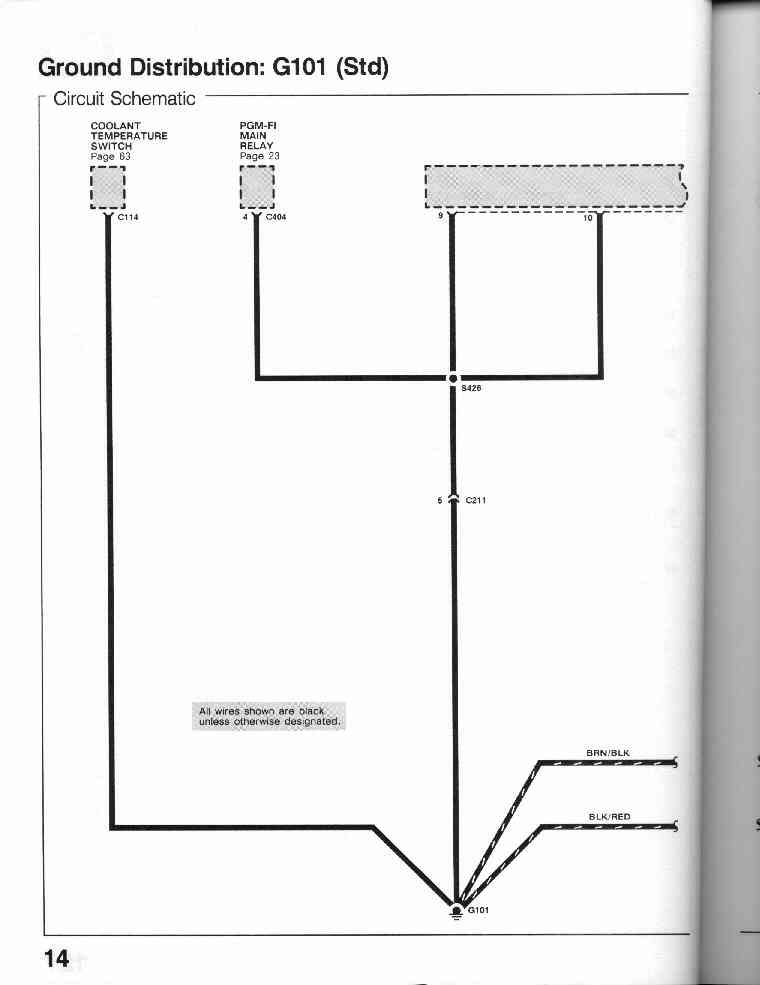 Ground Distribution: G101 (Std)
Circuit Schematic
COOLANT
TEMPERATURE
SWITCH
Page 63
PGM-FI
MAIN
RELAY
Page 23
C114
4 C404
9
10
S426
5 C211
All wires shown are black
unless otherwise designated.
BRN/BLK
BLK/RED
G101
14